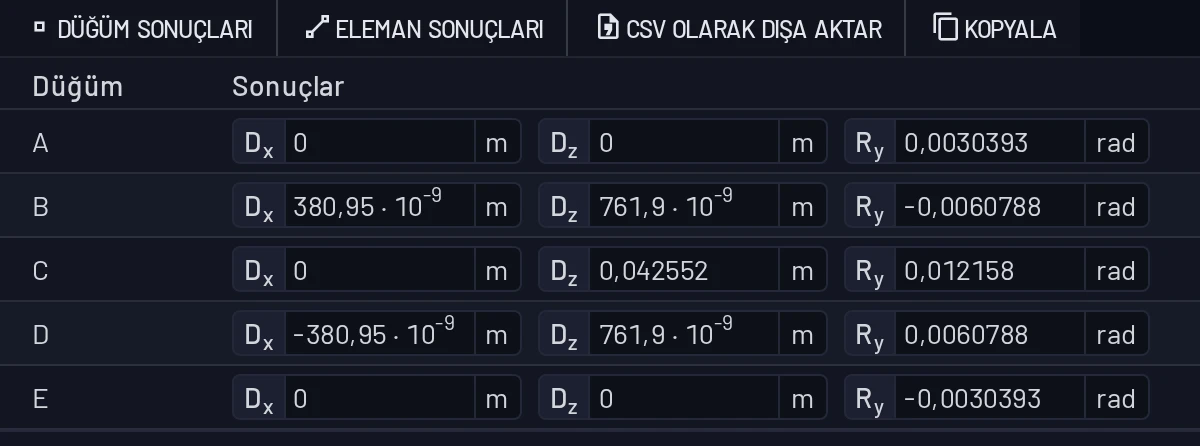 DÜĞÜM SONUÇLARI ELEMAN SONUÇLARI CSV OLARAK DIŞA AKTAR KOPYALA
Düğüm Sonuçlar
A Dx 0 m Dz 0 m Ry 0,0030393 rad
B Dx 380,95 · 10⁻⁹ m Dz 761,9 · 10⁻⁹ m Ry -0,0060788 rad
C Dx 0 m Dz 0,042552 m Ry 0,012158 rad
D Dx -380,95 · 10⁻⁹ m Dz 761,9 · 10⁻⁹ m Ry 0,0060788 rad
E Dx 0 m Dz 0 m Ry -0,0030393 rad